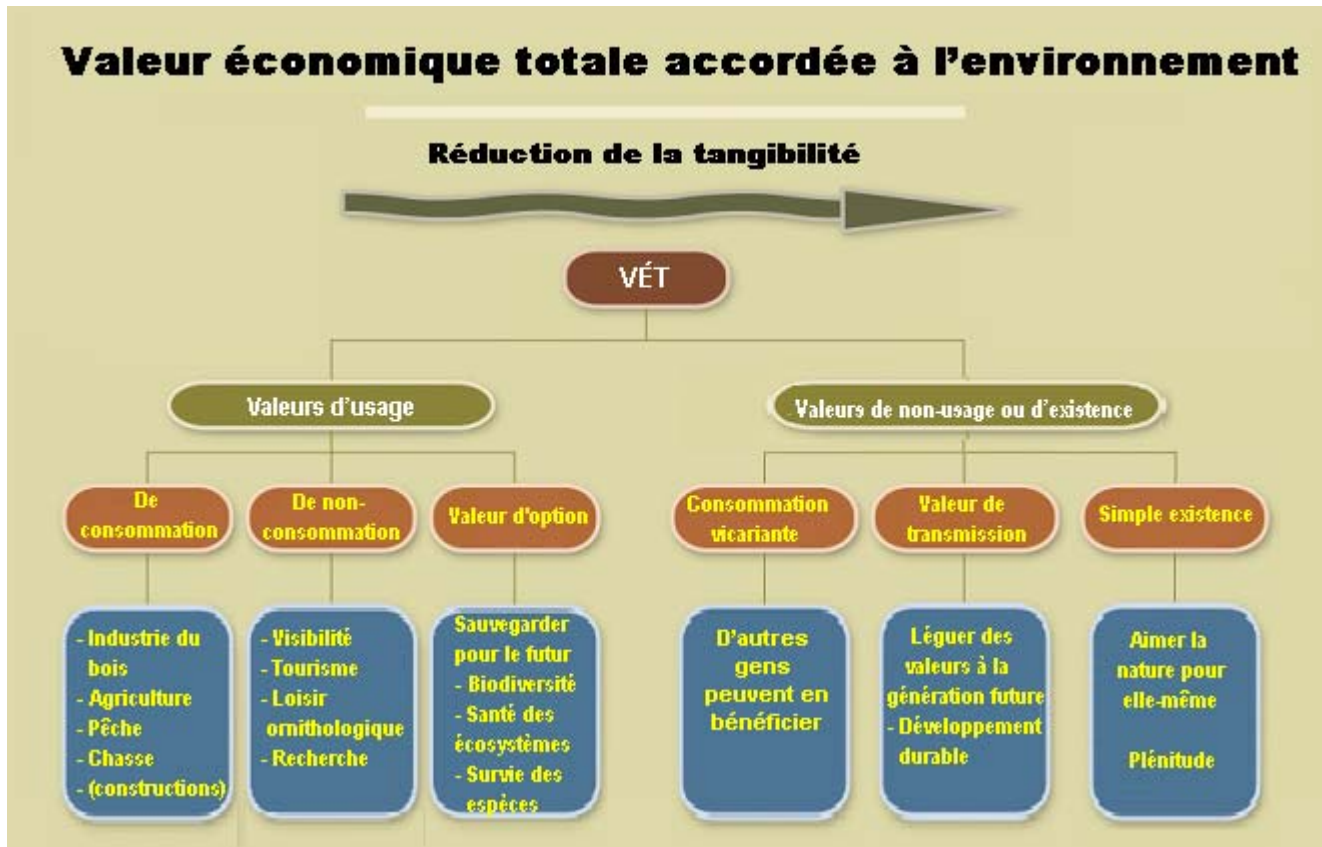 Valeur économique totale accordée à l'environnement
Réduction de la tangibilité
VÉT
Valeurs d'usage
Valeurs de non-usage ou d'existence
De
consommation
De non-
consommation
Valeur d'option
Consommation
vicariante
Valeur de
transmission
Simple existence
- Industrie du
bois
- Agriculture
- Pêche
- Chasse
- (constructions)
- Visibilité
- Tourisme
- Loisir
ornithologique
- Recherche
Sauvegarder
pour le futur
- Biodiversité
- Santé des
écosystèmes
- Survie des
espèces
D'autres
gens
peuvent en
bénéficier
Léguer des
valeurs à la
génération future
- Développement
durable
Aimer la
nature pour
elle-même
Plénitude